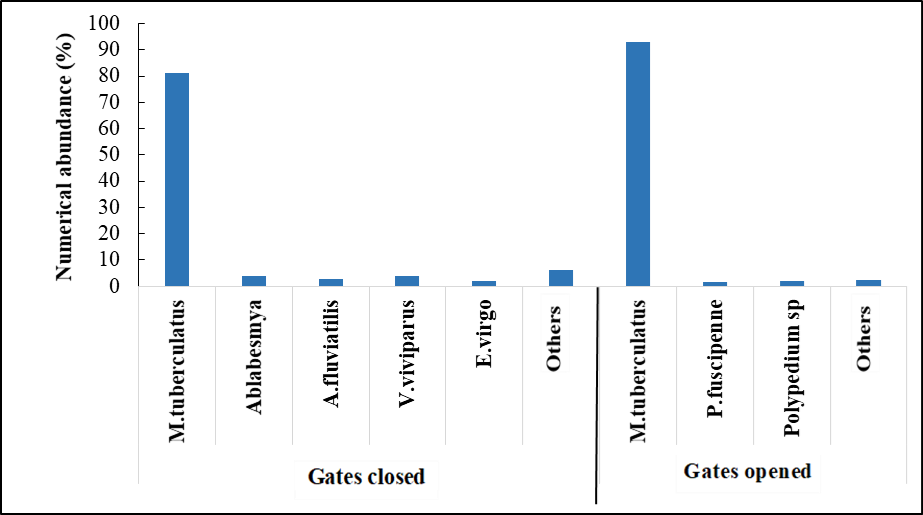 Numerical abundance (%)
100
90
80
70
60
50
40
30
20
10
0
M.tuberculatus
Ablabesmya
A.fluviatilis
V.viviparus
E.virgo
Others
M.tuberculatus
P.fuscipenne
Polypedium sp
Others
Gates closed
Gates opened